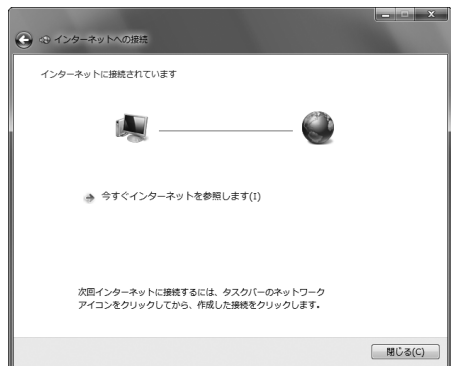 インターネットへの接続
インターネットに接続されています
今すぐインターネットを参照します(I)
次回インターネットに接続するには、タスクバーのネットワーク
アイコンをクリックしてから、作成した接続をクリックします。
閉じる(C)